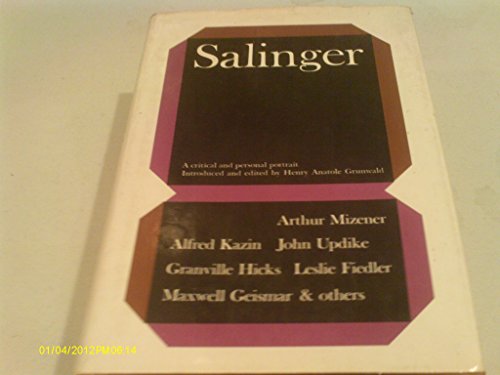 Salinger
A critical and personal portrait
Introduced and edited by Henry Anatole Grunwald
Arthur Mizener
Alfred Kazin John Updike
Granville Hicks Leslie Fiedler
Maxwell Geismar & others
01/04/2012PM06:14